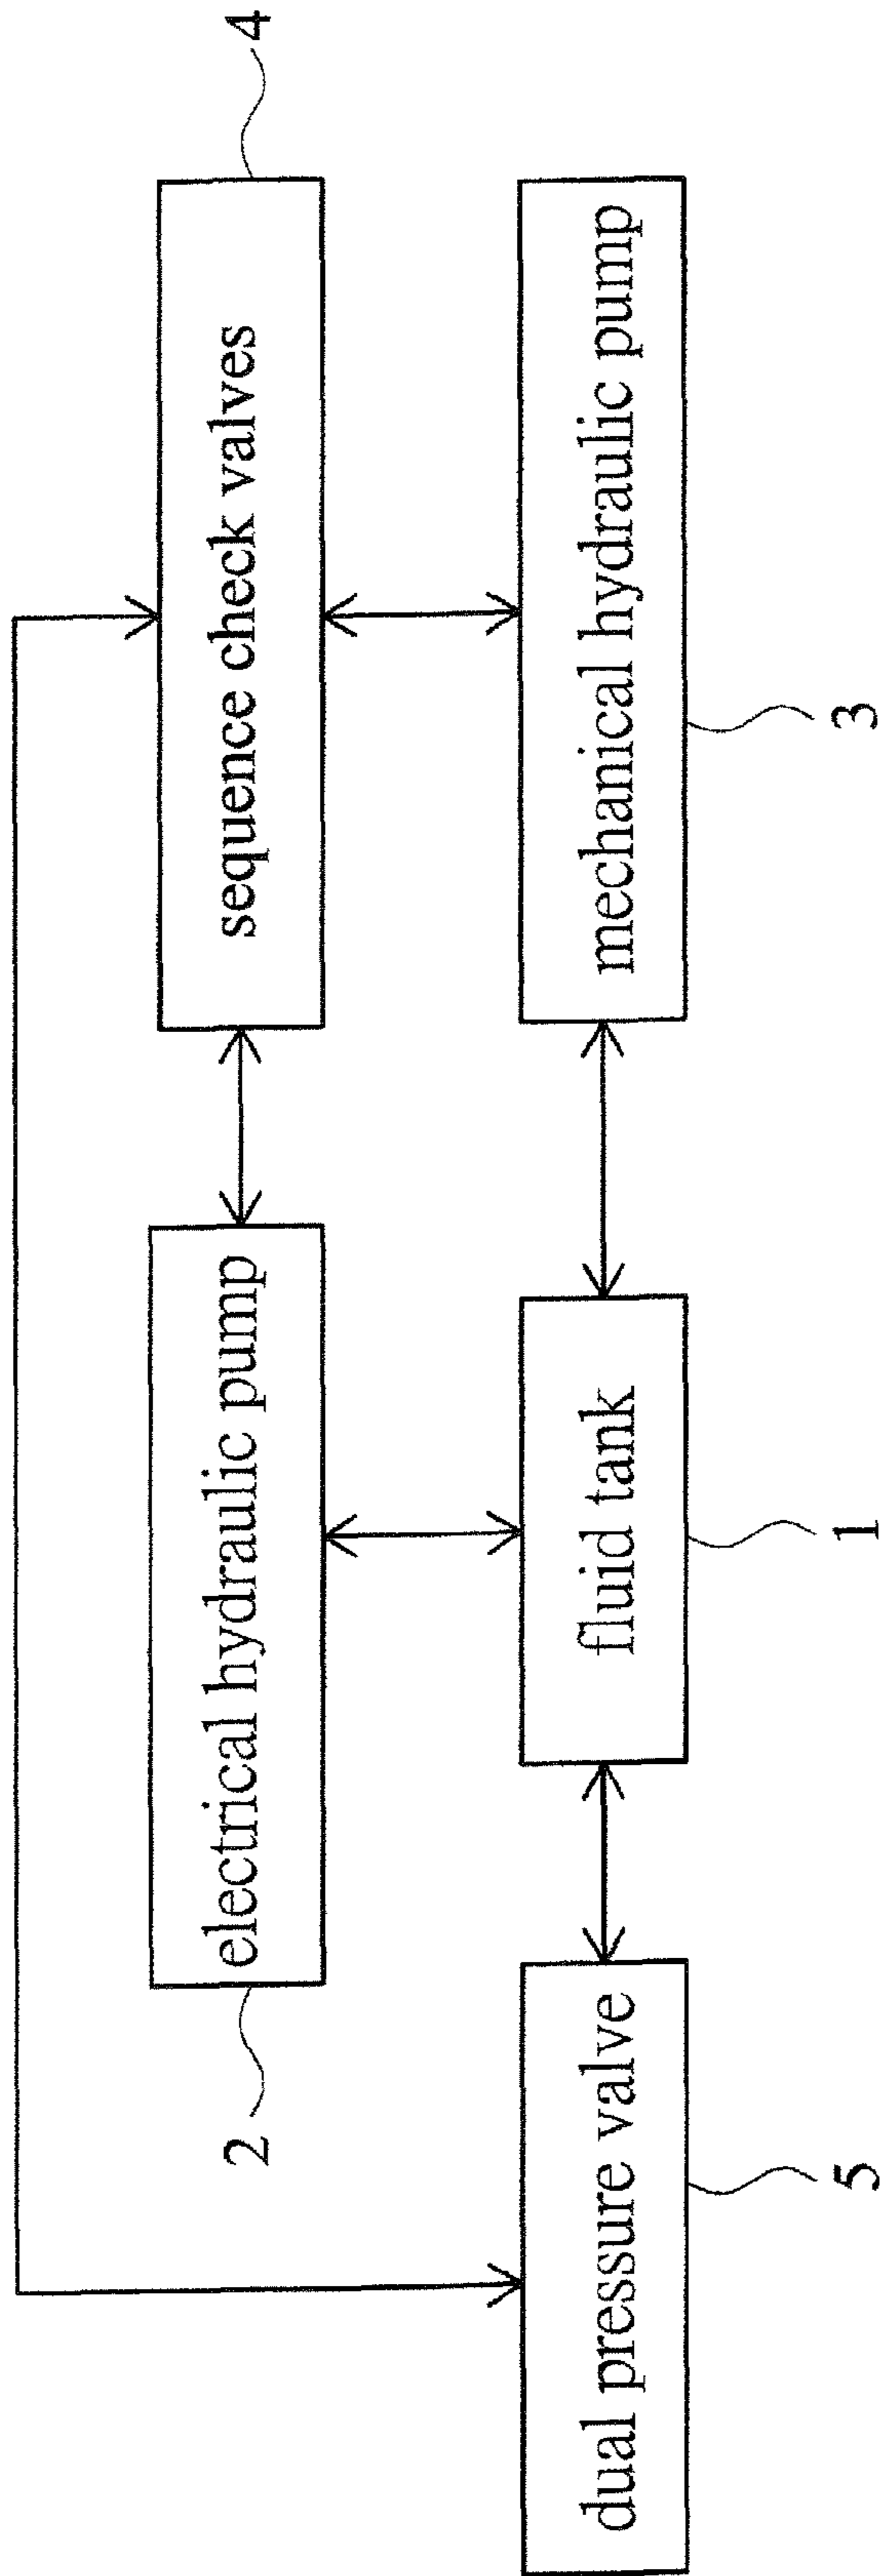 electrical hydraulic pump
2
sequence check valves
4
dual pressure valve
5
fluid tank
1
mechanical hydraulic pump
3